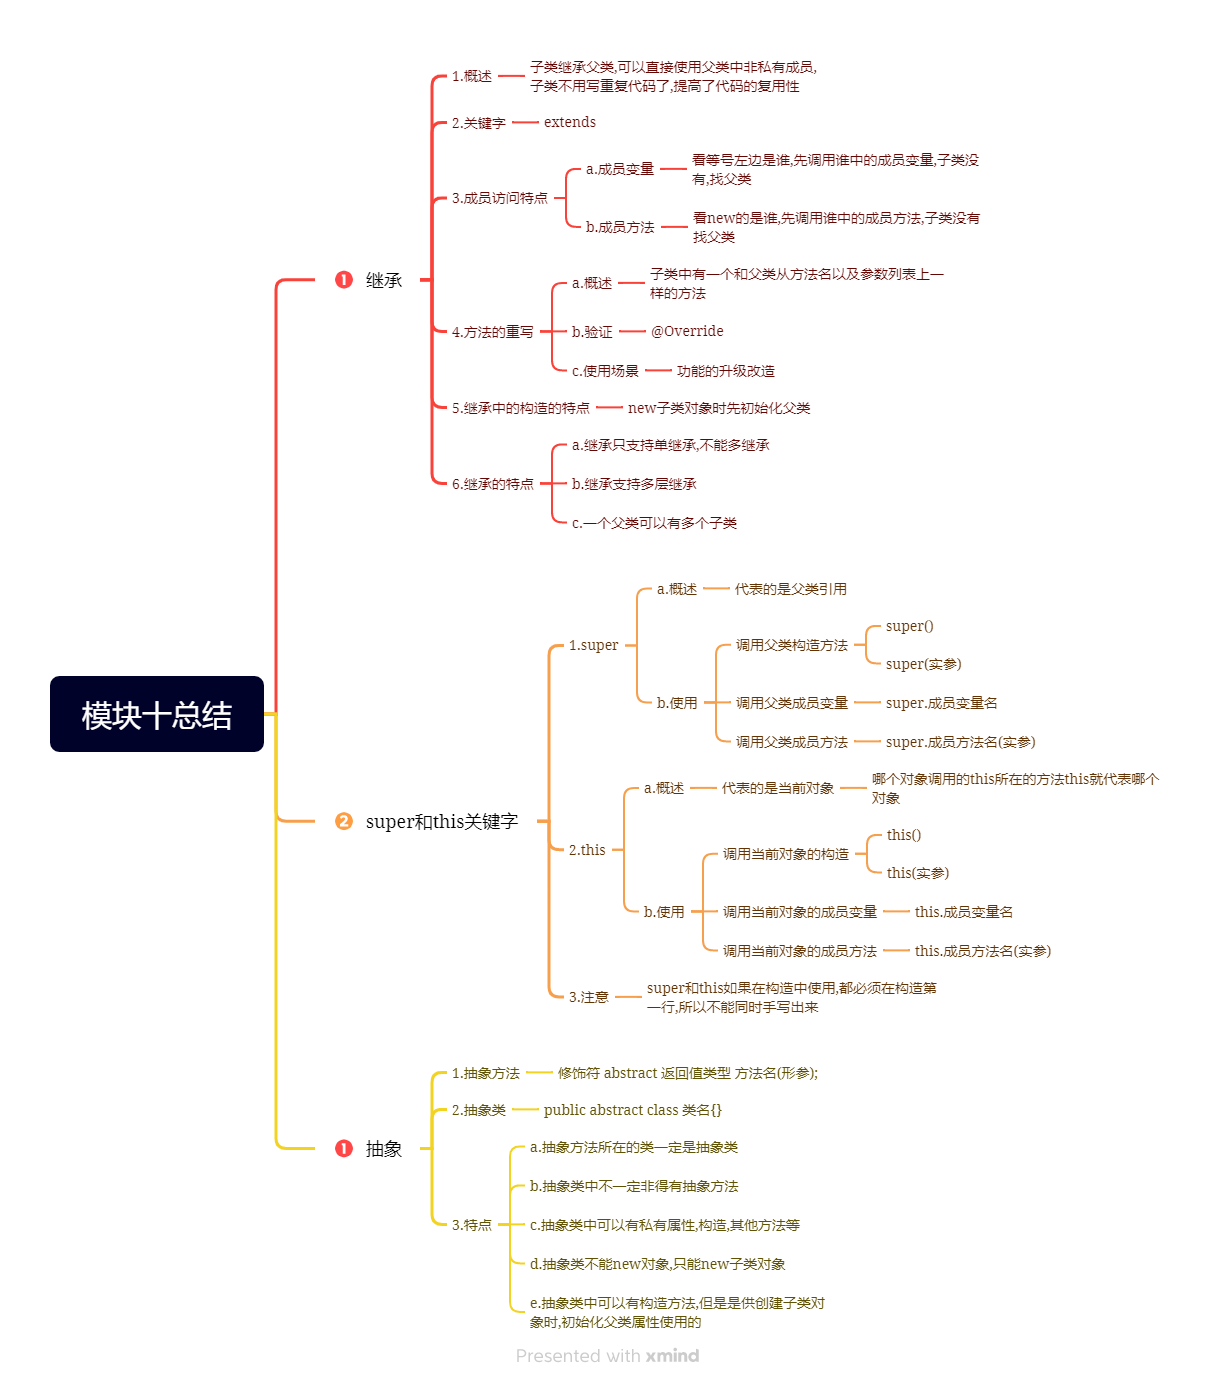 模块十总结
1
继承
1.概述
子类继承父类,可以直接使用父类中非私有成员,
子类不用写重复代码了,提高了代码的复用性
2.关键字
extends
3.成员访问特点
a.成员变量
看等号左边是谁,先调用谁中的成员变量,子类没
有,找父类
b.成员方法
看new的是谁,先调用谁中的成员方法,子类没有
找父类
4.方法的重写
a.概述
子类中有一个和父类从方法名以及参数列表上一
样的方法
b.验证
@Override
c.使用场景
功能的升级改造
5.继承中的构造的特点
new子类对象时先初始化父类
6.继承的特点
a.继承只支持单继承,不能多继承
b.继承支持多层继承
c.一个父类可以有多个子类
2
super和this关键字
1.super
a.概述
代表的是父类引用
b.使用
调用父类构造方法
super()
super(实参)
调用父类成员变量
super.成员变量名
调用父类成员方法
super.成员方法名(实参)
2.this
a.概述
代表的是当前对象
哪个对象调用的this所在的方法this就代表哪个
对象
b.使用
调用当前对象的构造
this()
this(实参)
调用当前对象的成员变量
this.成员变量名
调用当前对象的成员方法
this.成员方法名(实参)
3.注意
super和this如果在构造中使用,都必须在构造第
一行,所以不能同时手写出来
1
抽象
1.抽象方法
修饰符 abstract 返回值类型 方法名(形参);
2.抽象类
public abstract class 类名{}
3.特点
a.抽象方法所在的类一定是抽象类
b.抽象类中不一定非得有抽象方法
c.抽象类中可以有私有属性,构造,其他方法等
d.抽象类不能new对象,只能new子类对象
e.抽象类中可以有构造方法,但是是供创建子类对
象时,初始化父类属性使用的
Presented with xmind